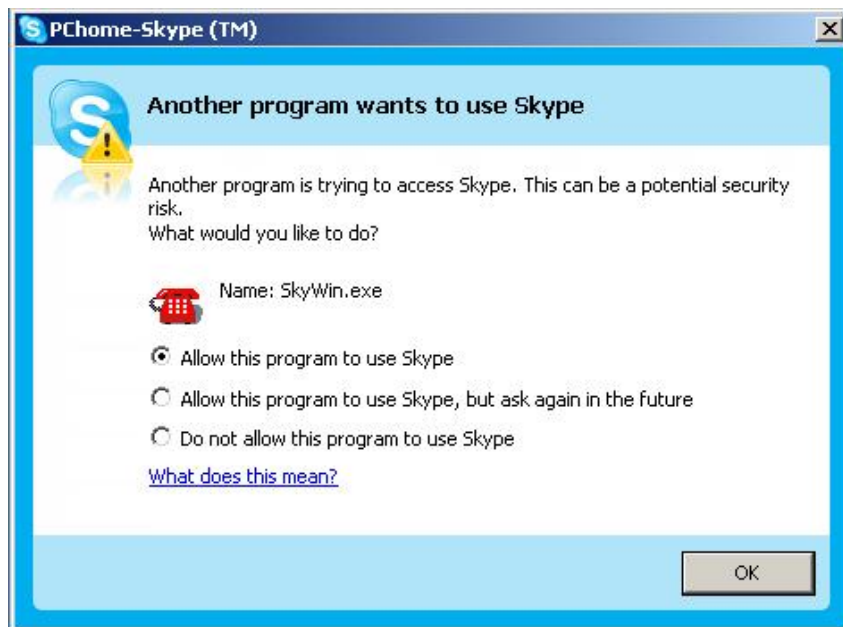 PChome-Skype (TM)
Another program wants to use Skype
Another program is trying to access Skype. This can be a potential security
risk.
What would you like to do?
Name: SkyWin.exe
Allow this program to use Skype
Allow this program to use Skype, but ask again in the future
Do not allow this program to use Skype
What does this mean?
OK